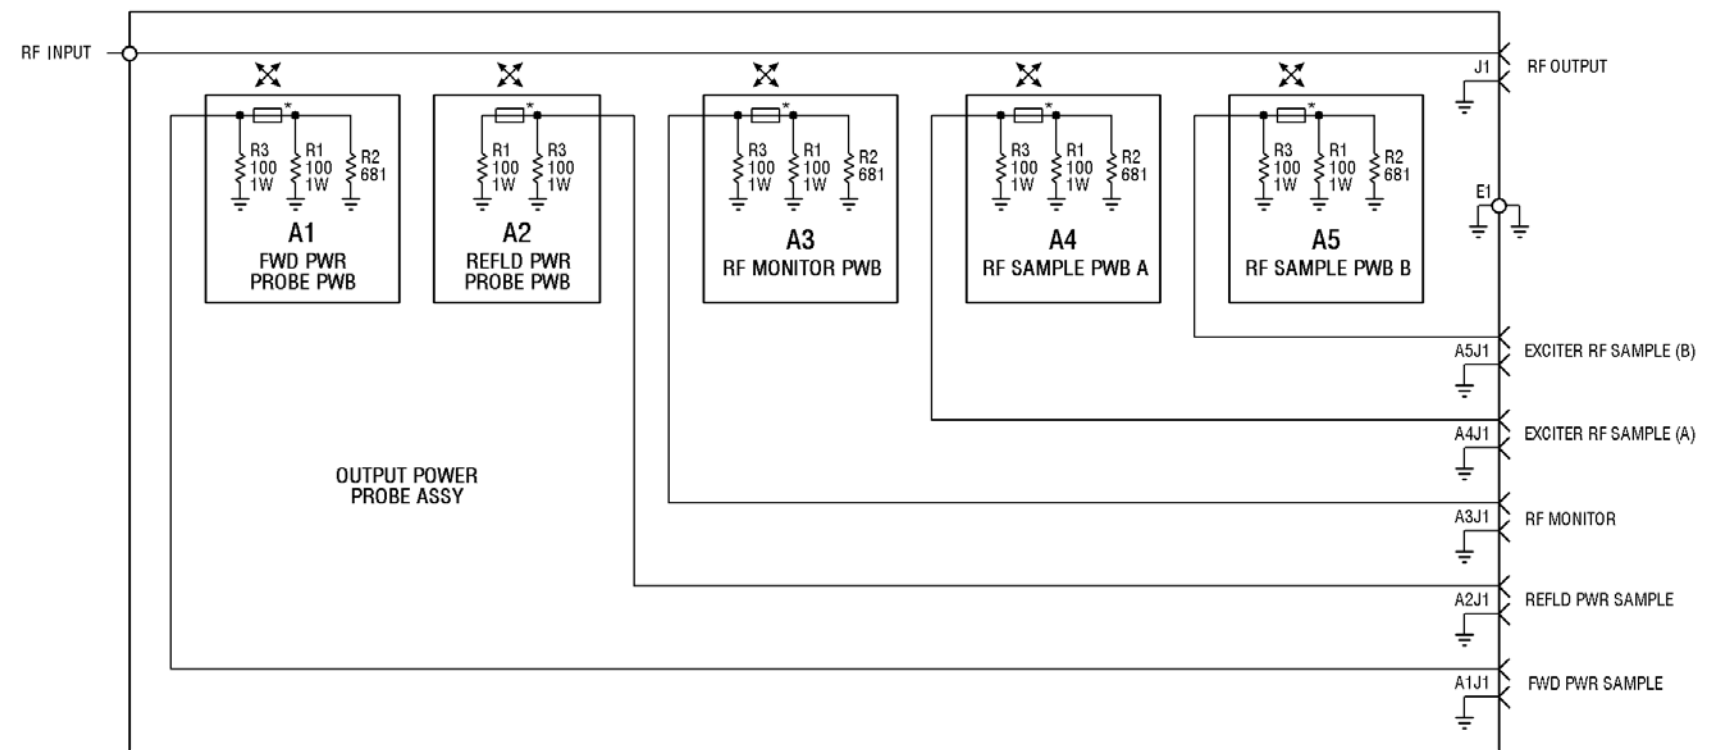 RF INPUT
J1 RF OUTPUT
* * * * *
R3 100 1W R1 100 1W R2 681
R1 100 1W R3 100 1W
R3 100 1W R1 100 1W R2 681
R3 100 1W R1 100 1W R2 681
R3 100 1W R1 100 1W R2 681
E1
A1
FWD PWR
PROBE PWB
A2
REFLD PWR
PROBE PWB
A3
RF MONITOR PWB
A4
RF SAMPLE PWB A
A5
RF SAMPLE PWB B
A5J1 EXCITER RF SAMPLE (B)
A4J1 EXCITER RF SAMPLE (A)
OUTPUT POWER
PROBE ASSY
A3J1 RF MONITOR
A2J1 REFLD PWR SAMPLE
A1J1 FWD PWR SAMPLE